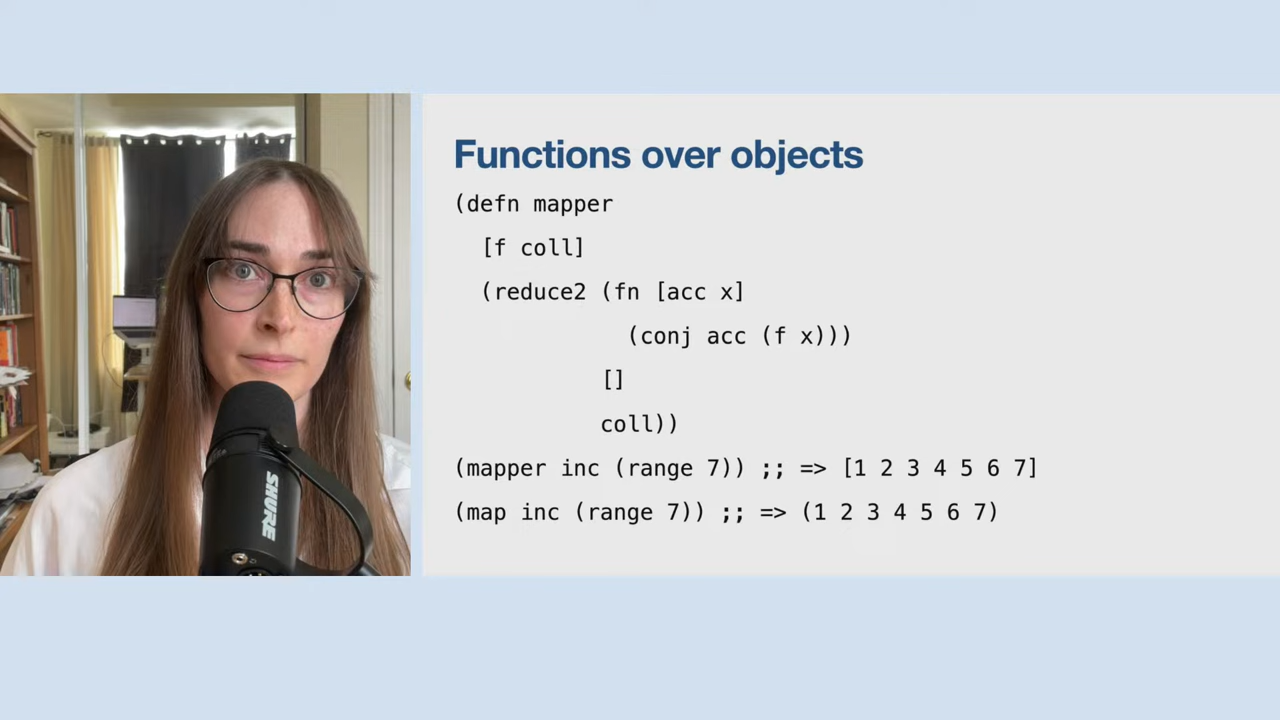 Functions over objects
(defn mapper
[f coll]
(reduce2 (fn [acc x]
(conj acc (f x)))
[]
coll))
(mapper inc (range 7)) ;; => [1 2 3 4 5 6 7]
(map inc (range 7)) ;; => (1 2 3 4 5 6 7)
SHURE